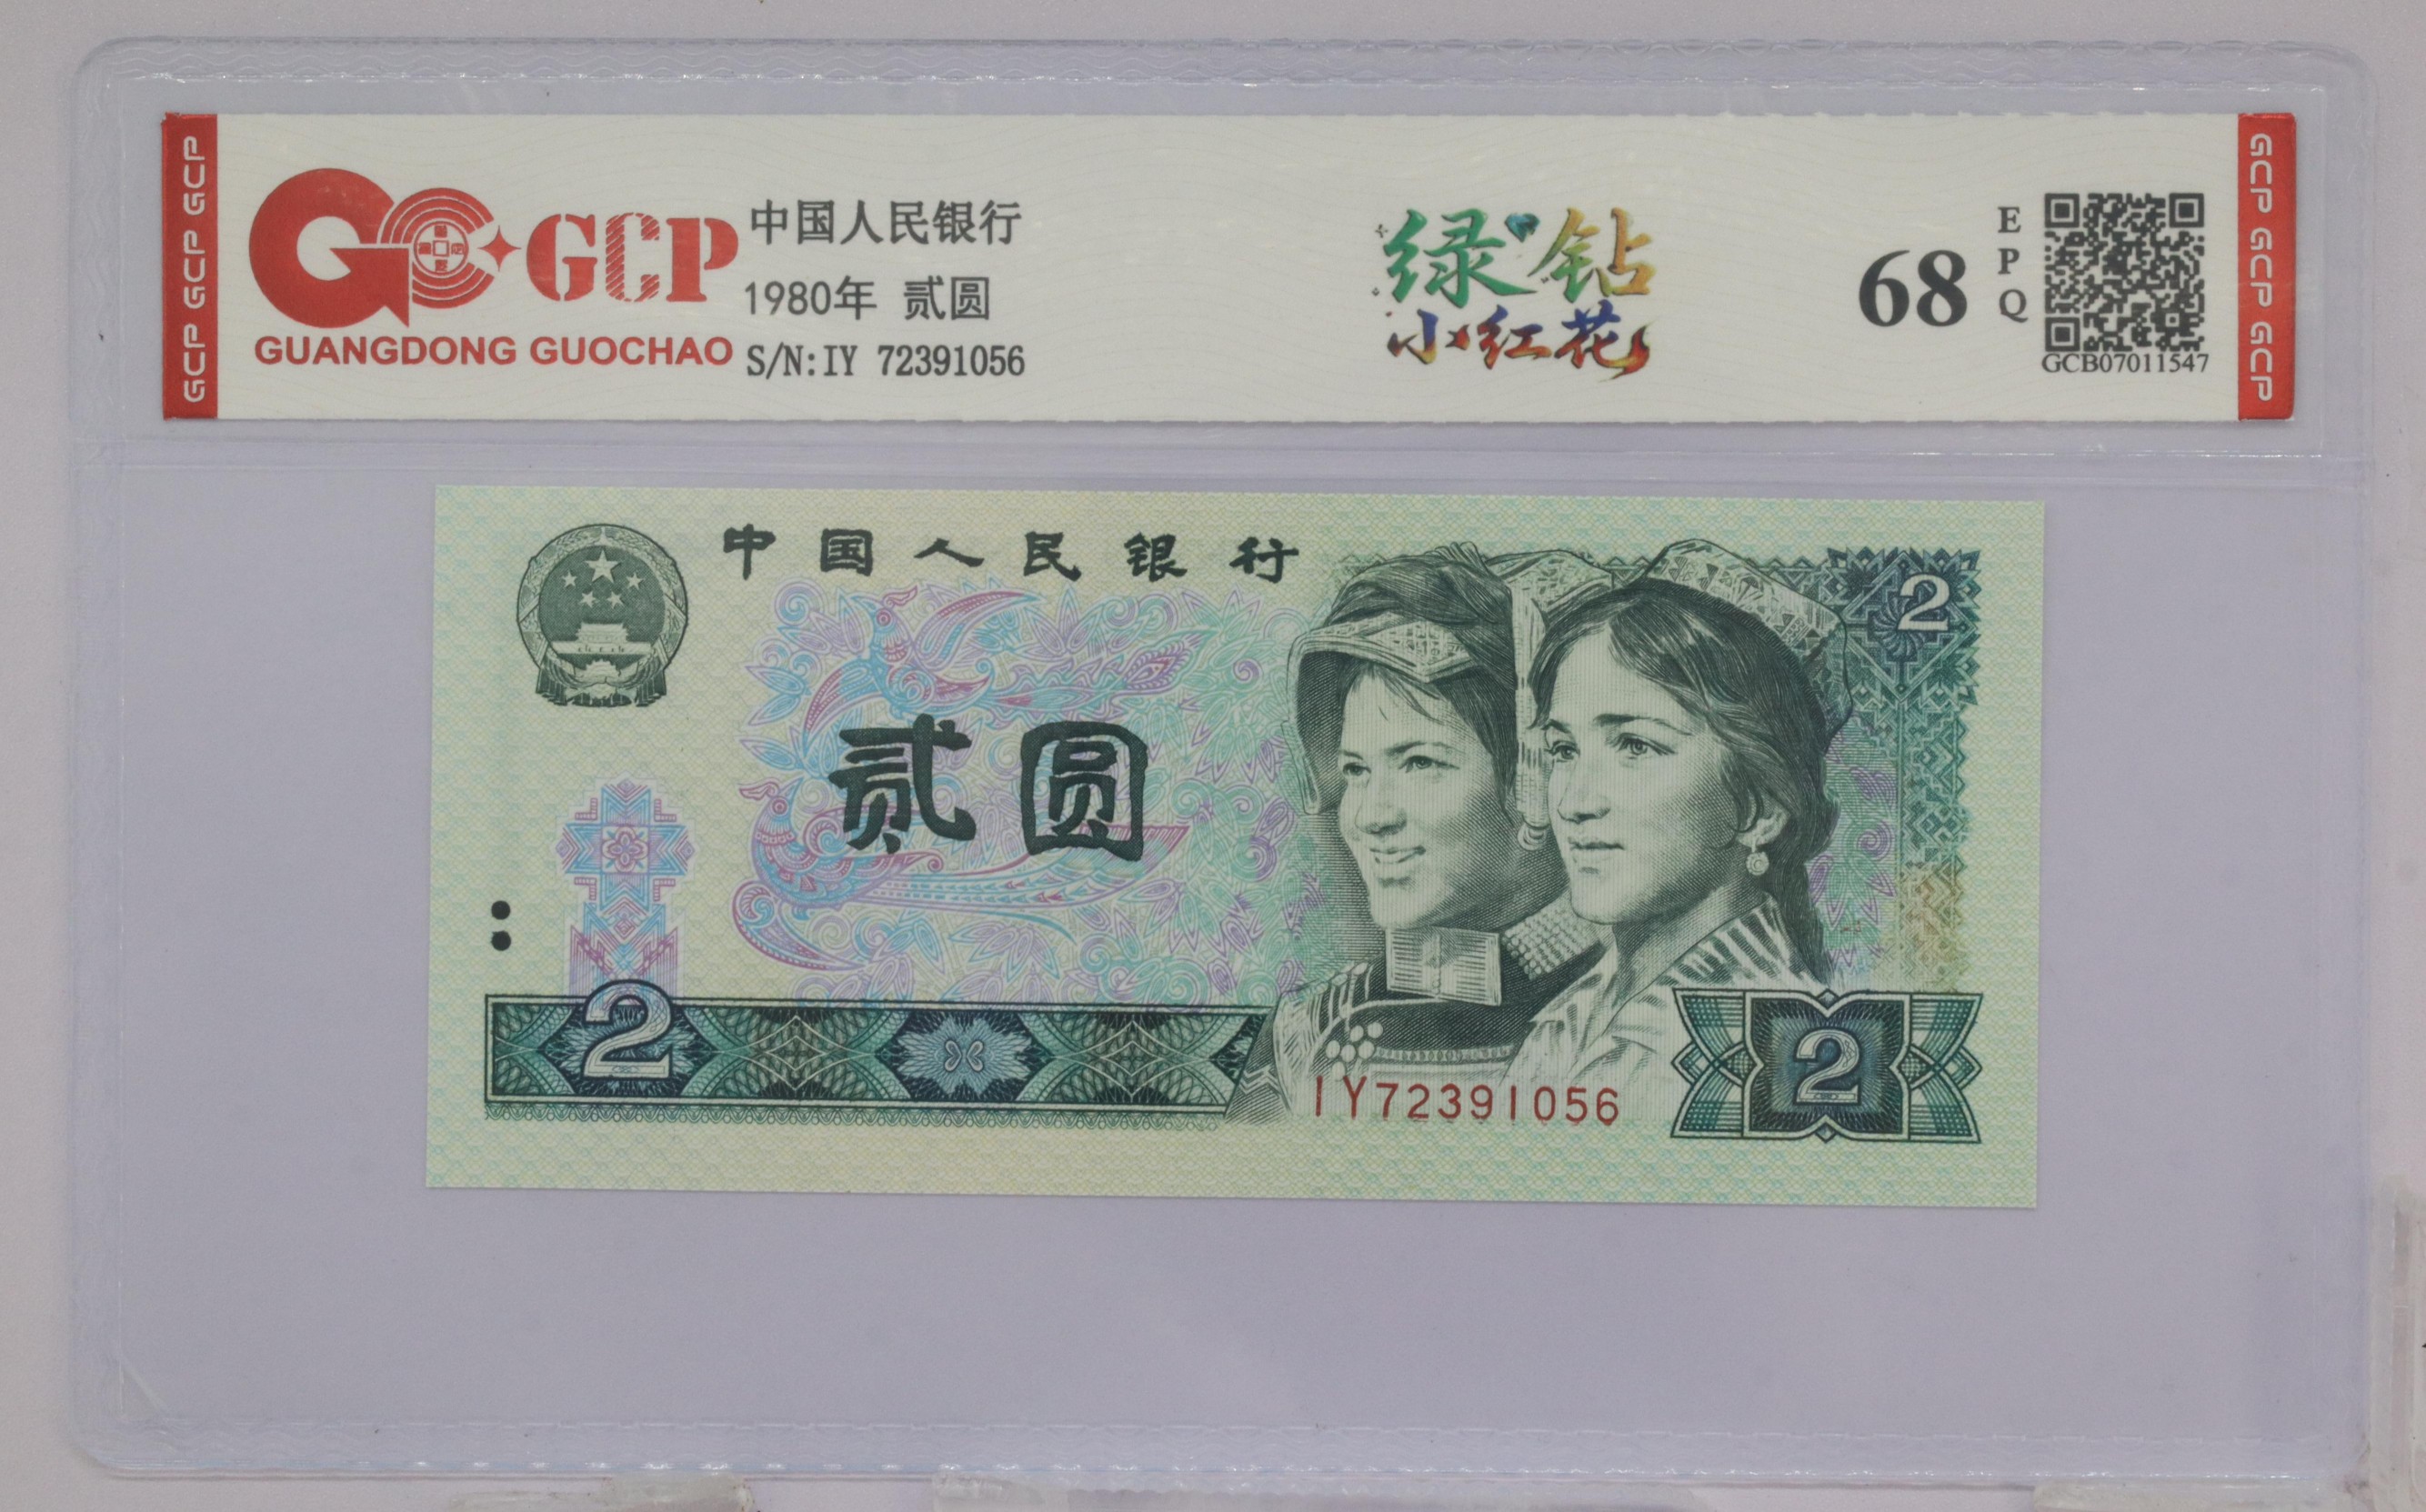 GCP GCP GCP
GCP
GUANGDONG GUOCHAO
中国人民银行
1980年 贰圆
S/N:IY 72391056
绿钻
小红花
68
EPQ
GCB07011547
GCP GCP GCP
中国人民银行
2
贰圆
2
IY72391056
2